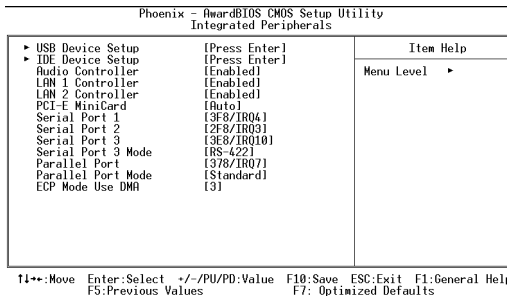 Phoenix – AwardBIOS CMOS Setup Utility
Integrated Peripherals
► USB Device Setup [Press Enter]
► IDE Device Setup [Press Enter]
Audio Controller [Enabled]
LAN 1 Controller [Enabled]
LAN 2 Controller [Enabled]
PCI-E MiniCard [Auto]
Serial Port 1 [3F8/IRQ4]
Serial Port 2 [2F8/IRQ3]
Serial Port 3 [3E8/IRQ10]
Serial Port 3 Mode [RS-422]
Parallel Port [378/IRQ7]
Parallel Port Mode [Standard]
ECP Mode Use DMA [3]
Item Help
Menu Level ►
↑↓→←:Move Enter:Select +/-/PU/PD:Value F10:Save ESC:Exit F1:General Help
F5:Previous Values F7: Optimized Defaults